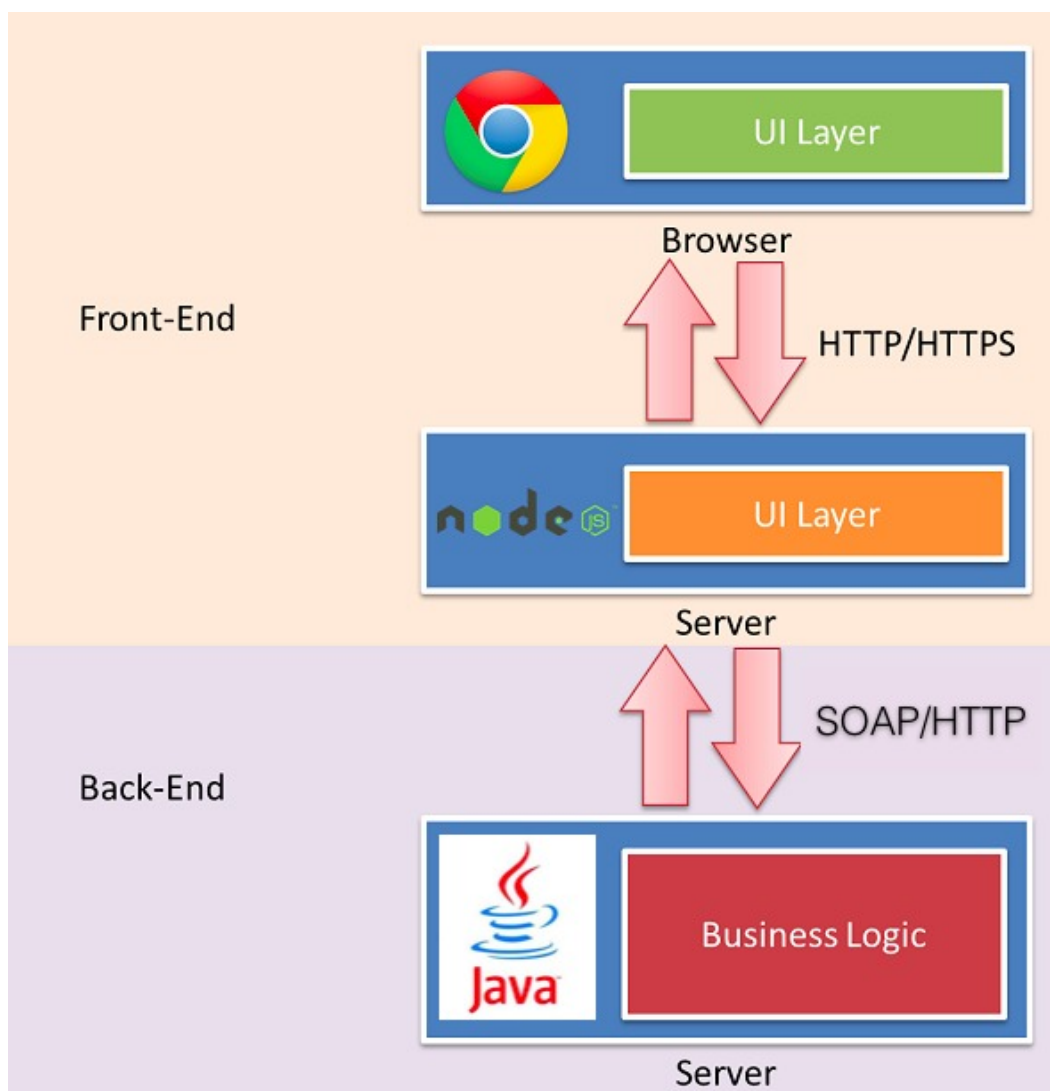 UI Layer
Browser
Front-End
HTTP/HTTPS
node JS
UI Layer
Server
SOAP/HTTP
Back-End
Java
Business Logic
Server